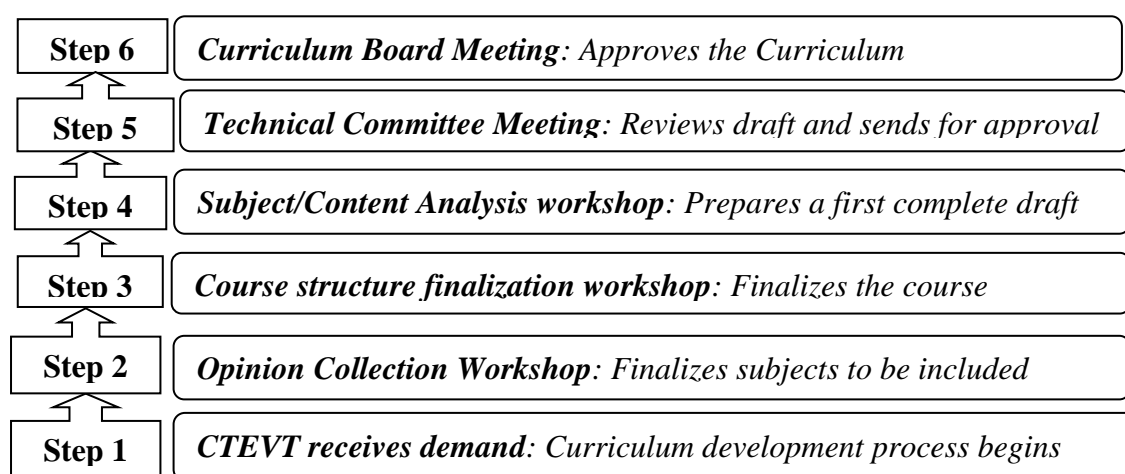 Step 6 Curriculum Board Meeting: Approves the Curriculum
Step 5 Technical Committee Meeting: Reviews draft and sends for approval
Step 4 Subject/Content Analysis workshop: Prepares a first complete draft
Step 3 Course structure finalization workshop: Finalizes the course
Step 2 Opinion Collection Workshop: Finalizes subjects to be included
Step 1 CTEVT receives demand: Curriculum development process begins